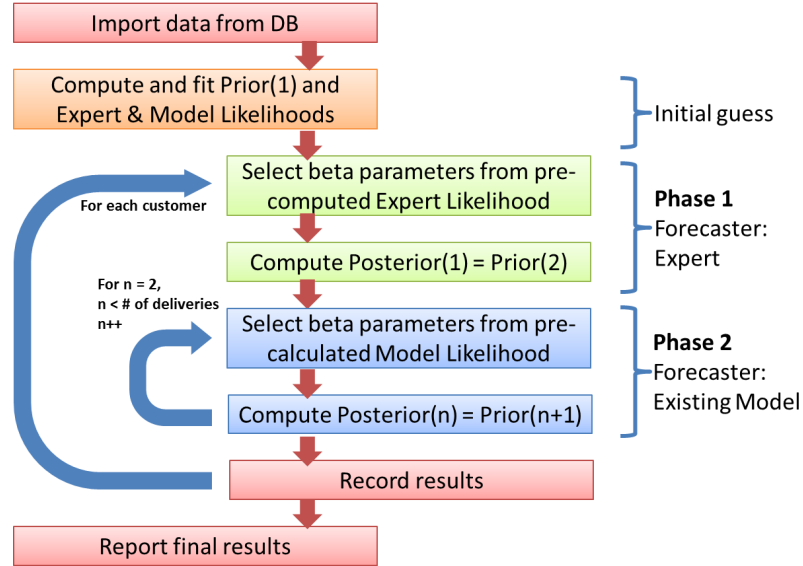 Import data from DB
Compute and fit Prior(1) and
Expert & Model Likelihoods
Initial guess
Select beta parameters from pre-
computed Expert Likelihood
For each customer
Phase 1
Forecaster:
Expert
Compute Posterior(1) = Prior(2)
For n = 2,
n < # of deliveries
n++
Select beta parameters from pre-
calculated Model Likelihood
Phase 2
Forecaster:
Existing Model
Compute Posterior(n) = Prior(n+1)
Record results
Report final results